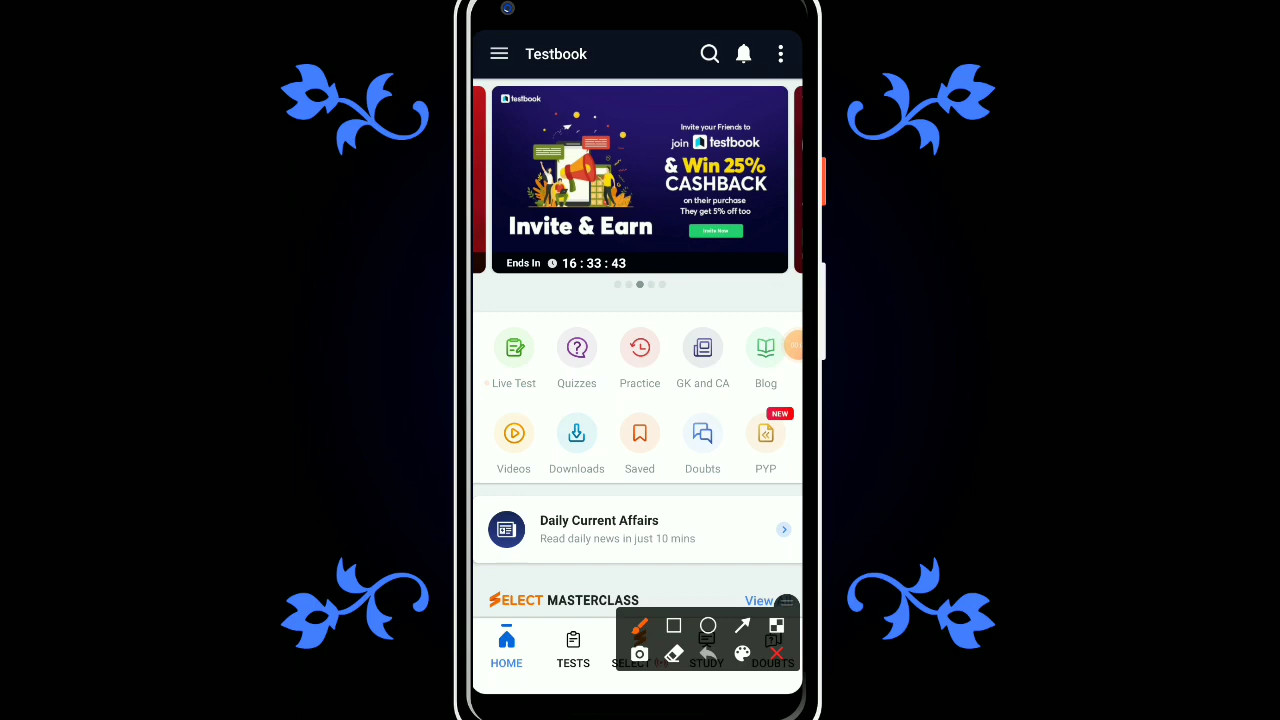 Testbook
testbook
Invite your Friends to
join testbook
& Win 25%
CASHBACK
on their purchase
They get 5% off too
Invite Now
Invite & Earn
Ends In 16 : 33 : 43
Live Test Quizzes Practice GK and CA Blog
NEW
Videos Downloads Saved Doubts PYP
Daily Current Affairs
Read daily news in just 10 mins
SELECT MASTERCLASS View
HOME TESTS SELECT STUDY DOUBTS